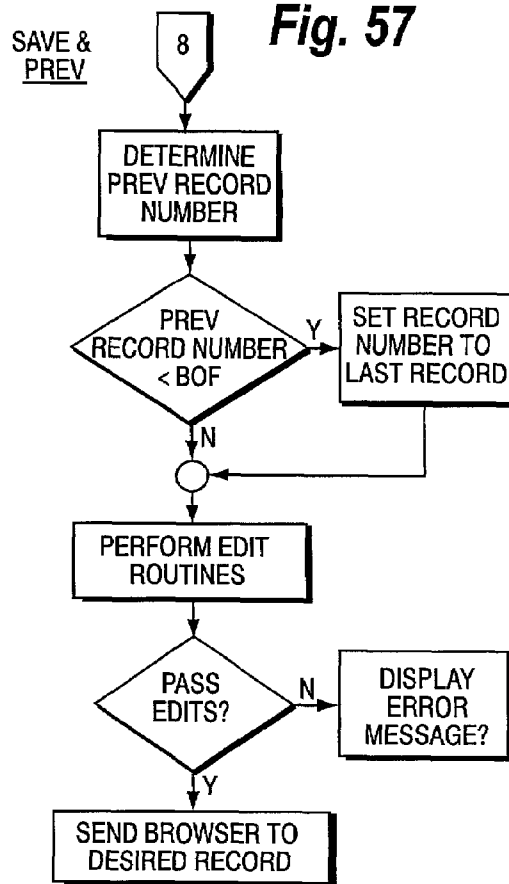 Fig. 57
SAVE &
PREV
8
DETERMINE
PREV RECORD
NUMBER
PREV
RECORD NUMBER
< BOF
Y
SET RECORD
NUMBER TO
LAST RECORD
N
PERFORM EDIT
ROUTINES
PASS
EDITS?
N
DISPLAY
ERROR
MESSAGE?
Y
SEND BROWSER TO
DESIRED RECORD